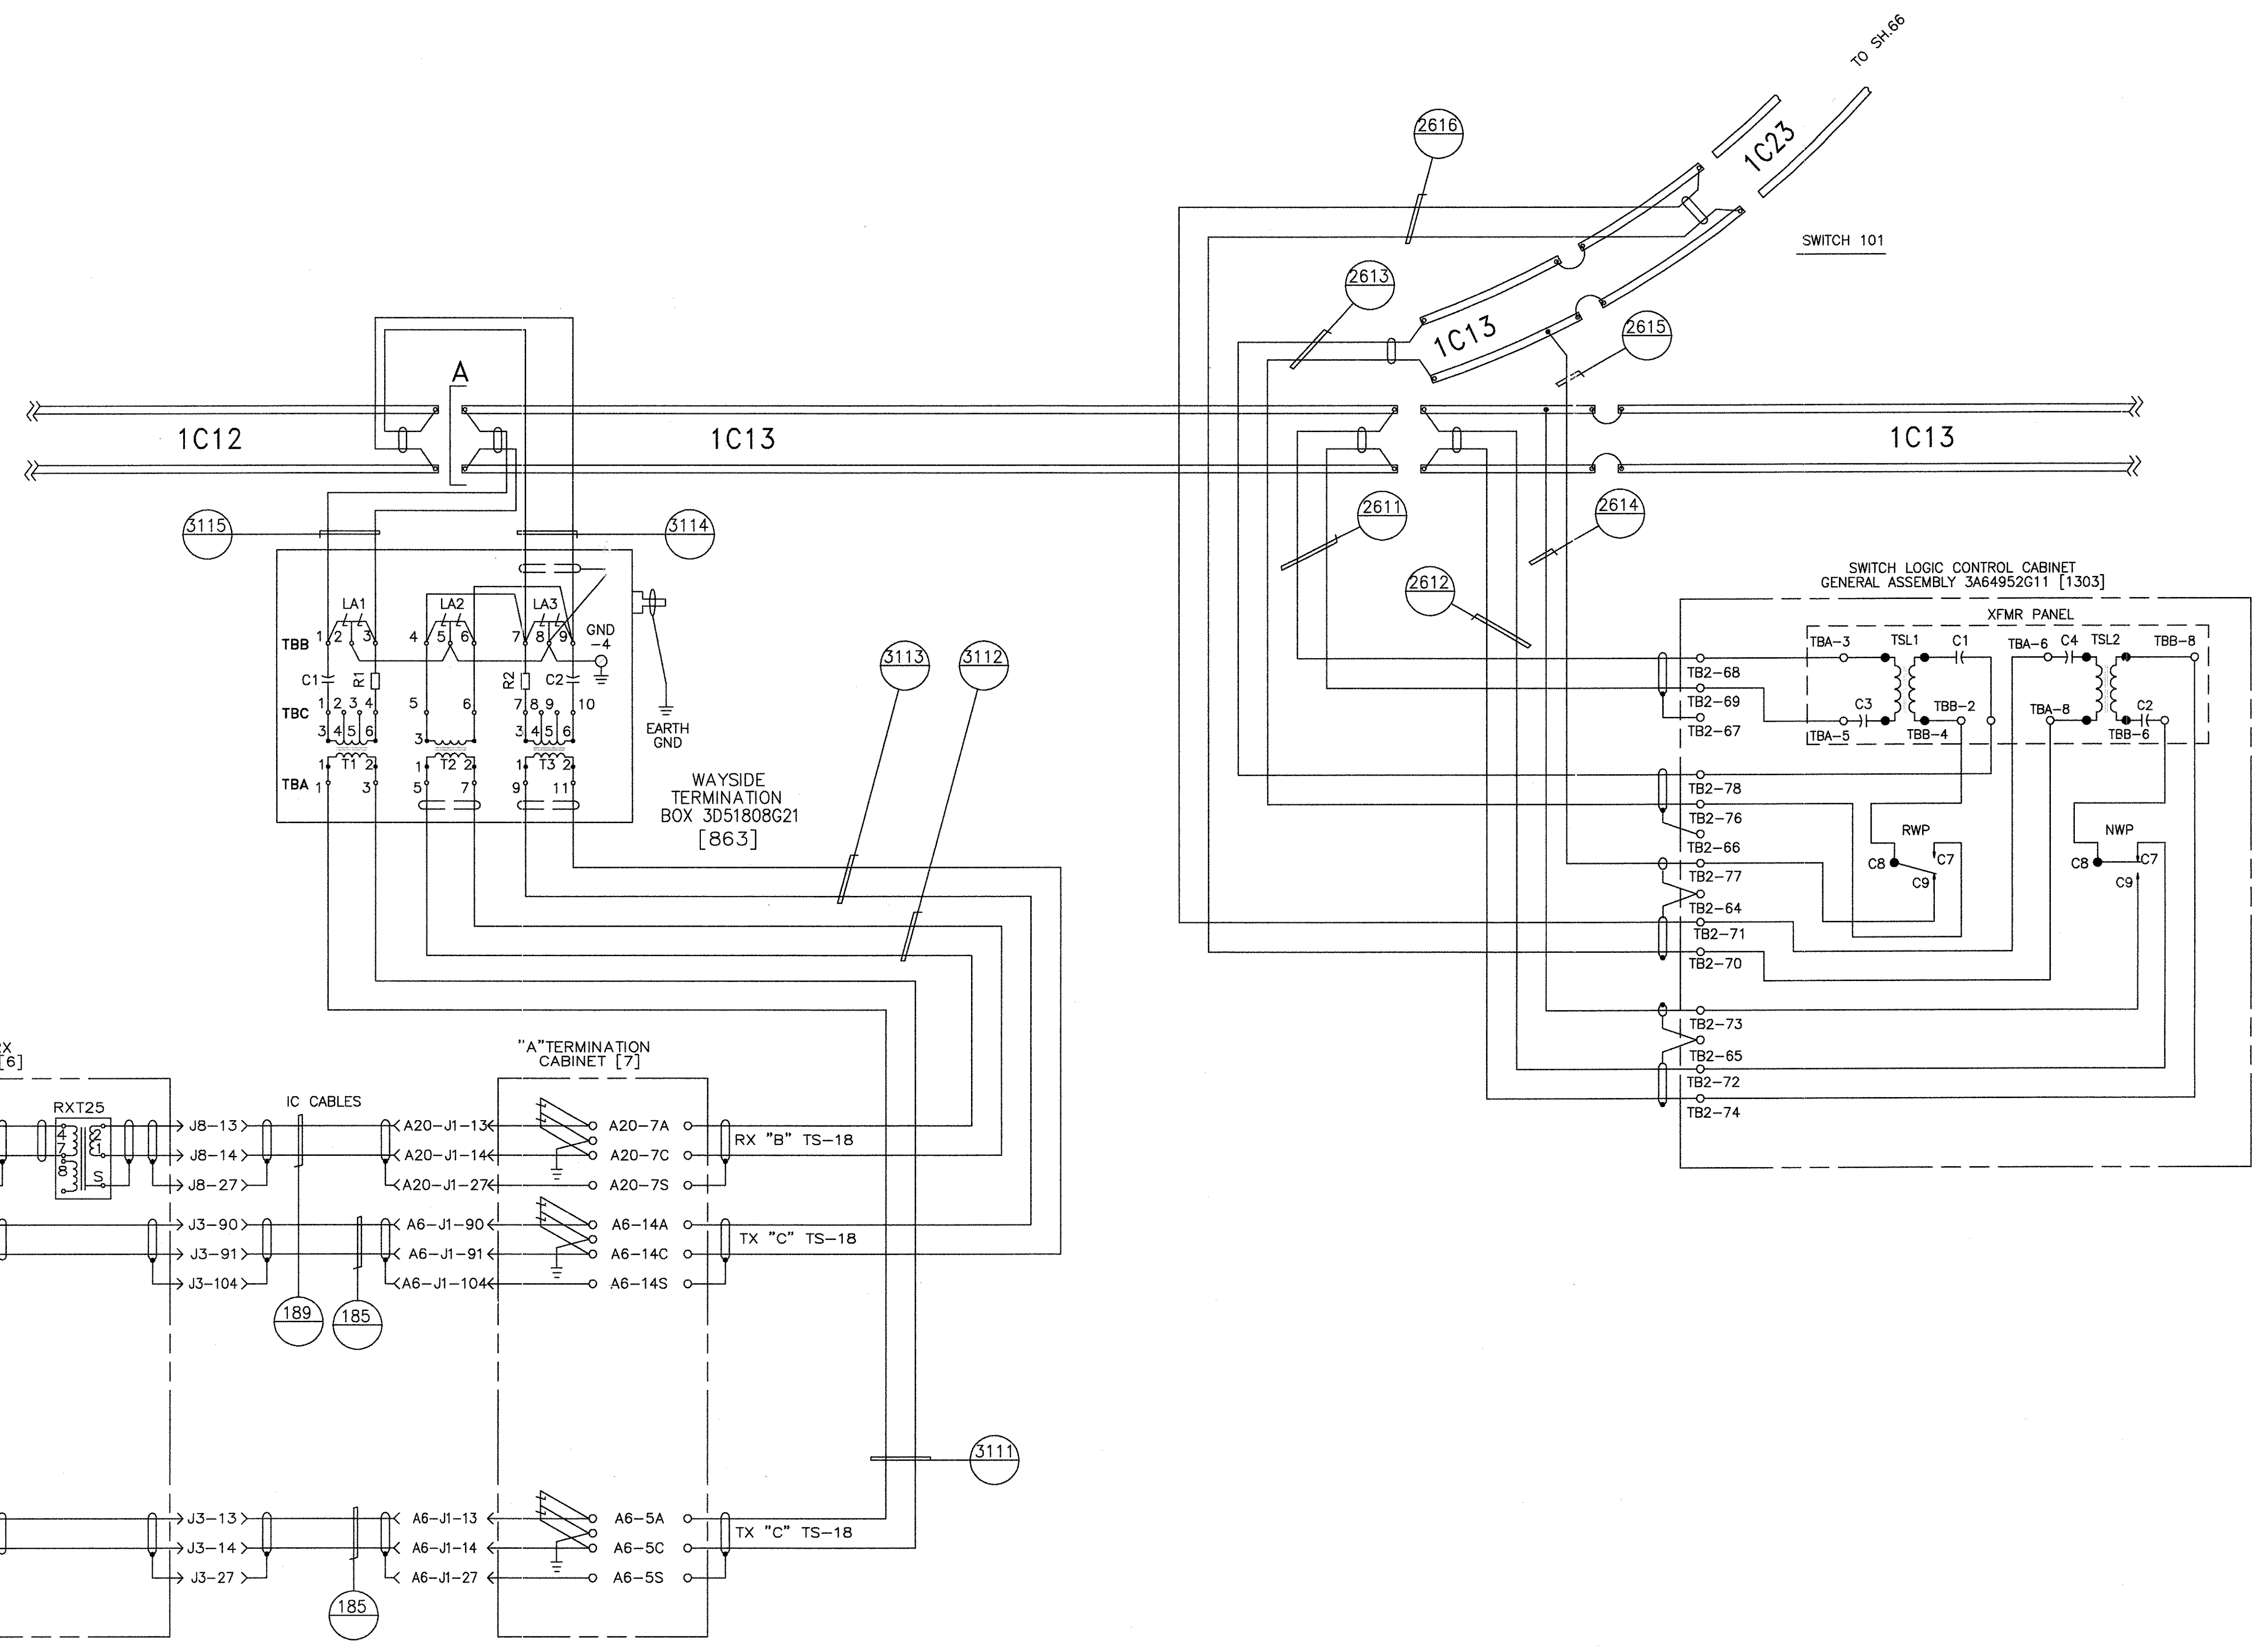 TO SH.66
2616
1C23
SWITCH 101
2613
2615
1C13
A
1C12
1C13
1C13
3115
3114
2611
2614
2612
SWITCH LOGIC CONTROL CABINET
GENERAL ASSEMBLY 3A64952G11 [1303]
XFMR PANEL
TBA-3 TSL1 C1 TBA-6 C4 TSL2 TBB-8
C3 TBB-2 TBA-8 C2
TBA-5 TBB-4 TBB-6
TB2-68
TB2-69
TB2-67
TB2-78
TB2-76
TB2-66
TB2-77
TB2-64
TB2-71
TB2-70
TB2-73
TB2-65
TB2-72
TB2-74
RWP
C8 C7
C9
NWP
C8 C7
C9
LA1 LA2 LA3
GND
-4
TBB 1 2 3 4 5 6 7 8 9
C1 R1 R2 C2
TBC 1 2 3 4 5 6 7 8 9 10
3 4 5 6 3 3 4 5 6
1 T1 2 1 T2 2 1 T3 2
TBA 1 3 5 7 9 11
EARTH
GND
WAYSIDE
TERMINATION
BOX 3D51808G21
[863]
3113
3112
RX
[6]
"A"TERMINATION
CABINET [7]
IC CABLES
RXT25
4 2
7 1
8 S
J8-13 A20-J1-13 A20-7A
RX "B" TS-18
J8-14 A20-J1-14 A20-7C
J8-27 A20-J1-27 A20-7S
J3-90 A6-J1-90 A6-14A
TX "C" TS-18
J3-91 A6-J1-91 A6-14C
J3-104 A6-J1-104 A6-14S
189
185
3111
J3-13 A6-J1-13 A6-5A
TX "C" TS-18
J3-14 A6-J1-14 A6-5C
J3-27 A6-J1-27 A6-5S
185